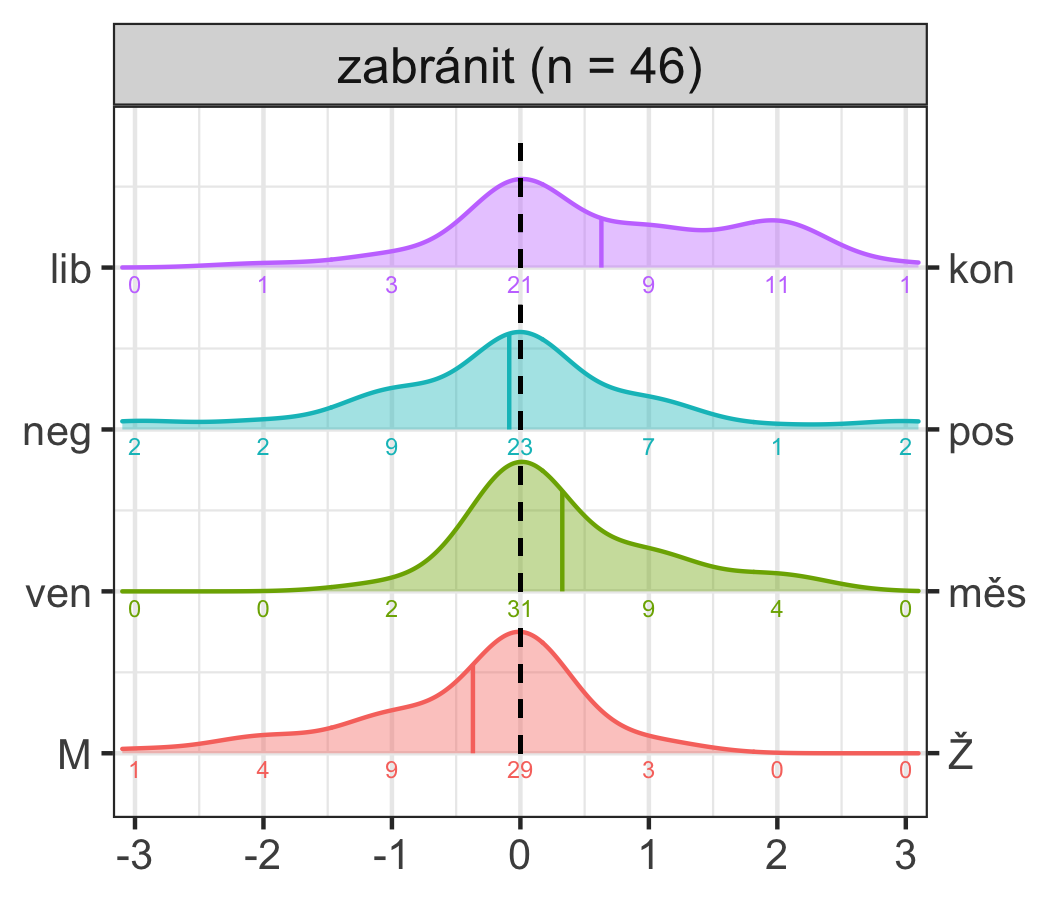 zabránit (n = 46)
lib kon
0 1 3 21 9 11 1
neg pos
2 2 9 23 7 1 2
ven měs
0 0 2 31 9 4 0
M Ž
1 4 9 29 3 0 0
-3 -2 -1 0 1 2 3